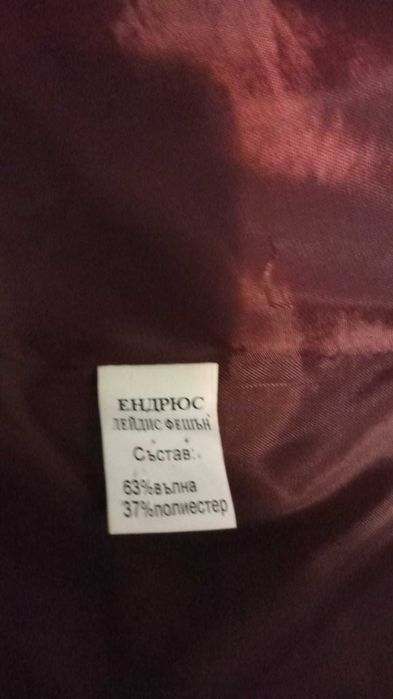 ЕНДРЮС
ЛЕЙДИС ФЕШЪН
Състав:
63%вълна
37%полиестер